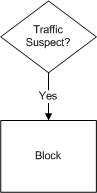 Traffic
Suspect?
Yes
Block